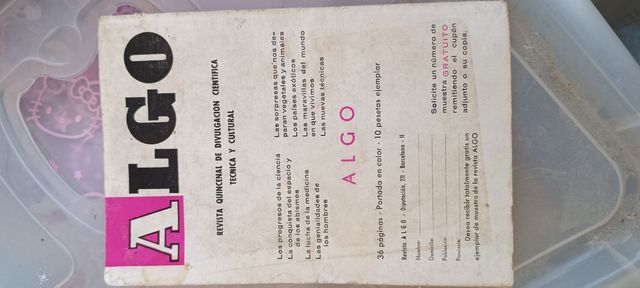 ALGO
REVISTA QUINCENAL DE DIVULGACION CIENTIFICA
TECNICA Y CULTURAL
Los progresos de la ciencia
La conquista del espacio y
de los abismos
La lucha de la medicina
Las genialidades de
los hombres
Las sorpresas que nos de-
paran vegetales y animales
Los países exóticos
Las maravillas del mundo
en que vivimos
Las nuevas técnicas
ALGO
36 páginas - Portada en color - 10 pesetas ejemplar
Revista ALGO - Diputación, 211 - Barcelona - 11
Nombre:
Domicilio:
Población:
Provincia:
Desea recibir totalmente gratis un
ejemplar de muestra de la revista ALGO
Solicite un número de
muestra GRATUITO
remitiendo el cupón
adjunto o su copia.